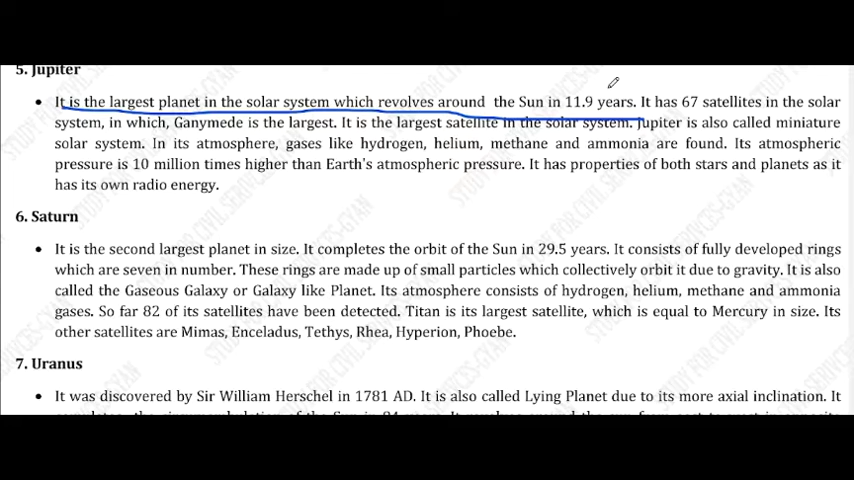 5. Jupiter
• It is the largest planet in the solar system which revolves around the Sun in 11.9 years. It has 67 satellites in the solar
system, in which, Ganymede is the largest. It is the largest satellite in the solar system. Jupiter is also called miniature
solar system. In its atmosphere, gases like hydrogen, helium, methane and ammonia are found. Its atmospheric
pressure is 10 million times higher than Earth's atmospheric pressure. It has properties of both stars and planets as it
has its own radio energy.
6. Saturn
• It is the second largest planet in size. It completes the orbit of the Sun in 29.5 years. It consists of fully developed rings
which are seven in number. These rings are made up of small particles which collectively orbit it due to gravity. It is also
called the Gaseous Galaxy or Galaxy like Planet. Its atmosphere consists of hydrogen, helium, methane and ammonia
gases. So far 82 of its satellites have been detected. Titan is its largest satellite, which is equal to Mercury in size. Its
other satellites are Mimas, Enceladus, Tethys, Rhea, Hyperion, Phoebe.
7. Uranus
• It was discovered by Sir William Herschel in 1781 AD. It is also called Lying Planet due to its more axial inclination. It